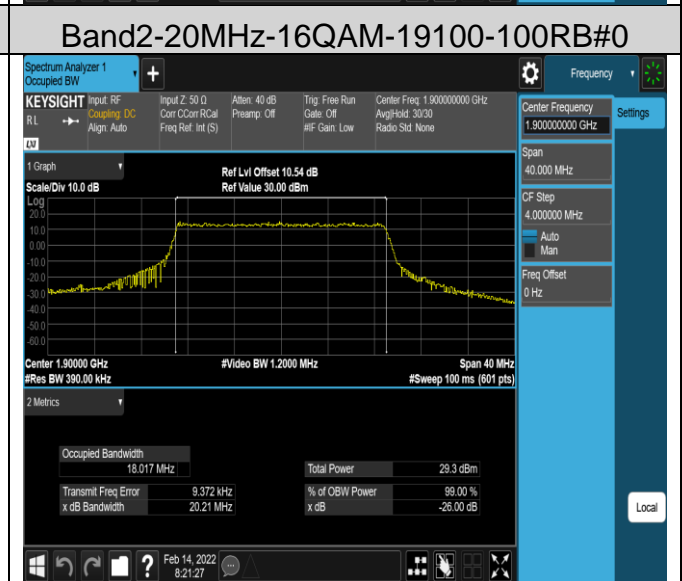 Band2-20MHz-16QAM-19100-100RB#0
Spectrum Analyzer 1
Occupied BW
Frequency
KEYSIGHT
RL
Input: RF
Coupling: DC
Align: Auto
Input Z: 50 Ω
Corr CCorr RCal
Freq Ref: Int (S)
Atten: 40 dB
Preamp: Off
Trig: Free Run
Gate: Off
#IF Gain: Low
Center Freq: 1.900000000 GHz
Avg|Hold: 30/30
Radio Std: None
Center Frequency
1.900000000 GHz
Settings
Span
40.000 MHz
CF Step
4.000000 MHz
Auto
Man
Freq Offset
0 Hz
1 Graph
Scale/Div 10.0 dB
Ref Lvl Offset 10.54 dB
Ref Value 30.00 dBm
Log
20.0
10.0
0.00
-10.0
-20.0
-30.0
-40.0
-50.0
-60.0
Center 1.90000 GHz
#Video BW 1.2000 MHz
Span 40 MHz
#Res BW 390.00 kHz
#Sweep 100 ms (601 pts)
2 Metrics
Occupied Bandwidth
18.017 MHz
Total Power 29.3 dBm
Transmit Freq Error 9.372 kHz
% of OBW Power 99.00 %
x dB Bandwidth 20.21 MHz
x dB -26.00 dB
Local
?
Feb 14, 2022
8:21:27